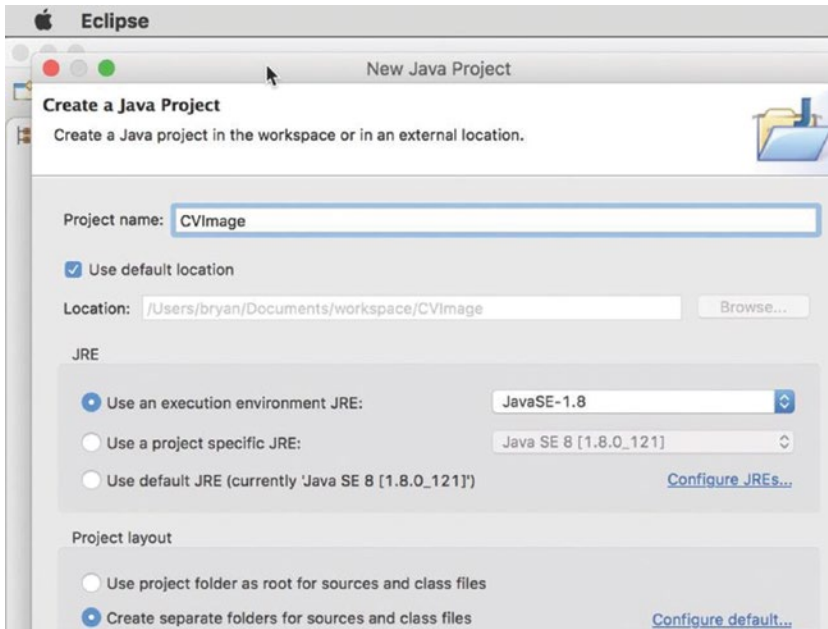 Eclipse
New Java Project
Create a Java Project
Create a Java project in the workspace or in an external location.
Project name: CVImage
Use default location
Location: /Users/bryan/Documents/workspace/CVImage Browse...
JRE
Use an execution environment JRE: JavaSE-1.8
Use a project specific JRE: Java SE 8 [1.8.0_121]
Use default JRE (currently 'Java SE 8 [1.8.0_121]') Configure JREs...
Project layout
Use project folder as root for sources and class files
Create separate folders for sources and class files Configure default...